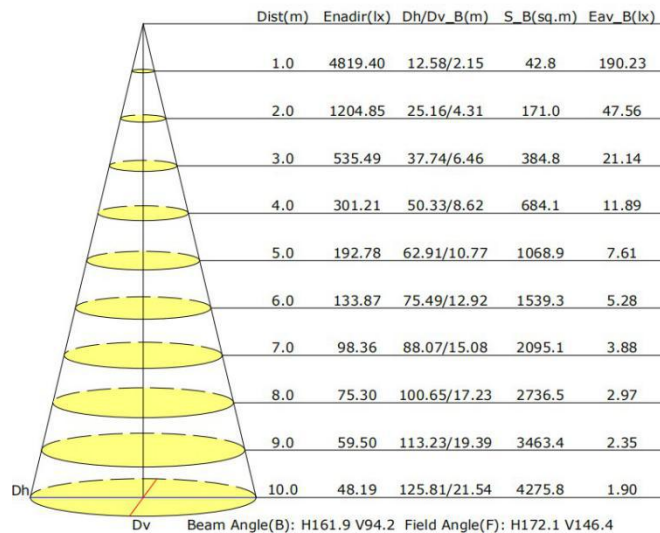 Dist(m) Enadir(lx) Dh/Dv_B(m) S_B(sq.m) Eav_B(lx)
1.0 4819.40 12.58/2.15 42.8 190.23
2.0 1204.85 25.16/4.31 171.0 47.56
3.0 535.49 37.74/6.46 384.8 21.14
4.0 301.21 50.33/8.62 684.1 11.89
5.0 192.78 62.91/10.77 1068.9 7.61
6.0 133.87 75.49/12.92 1539.3 5.28
7.0 98.36 88.07/15.08 2095.1 3.88
8.0 75.30 100.65/17.23 2736.5 2.97
9.0 59.50 113.23/19.39 3463.4 2.35
Dh 10.0 48.19 125.81/21.54 4275.8 1.90
Dv Beam Angle(B): H161.9 V94.2 Field Angle(F): H172.1 V146.4